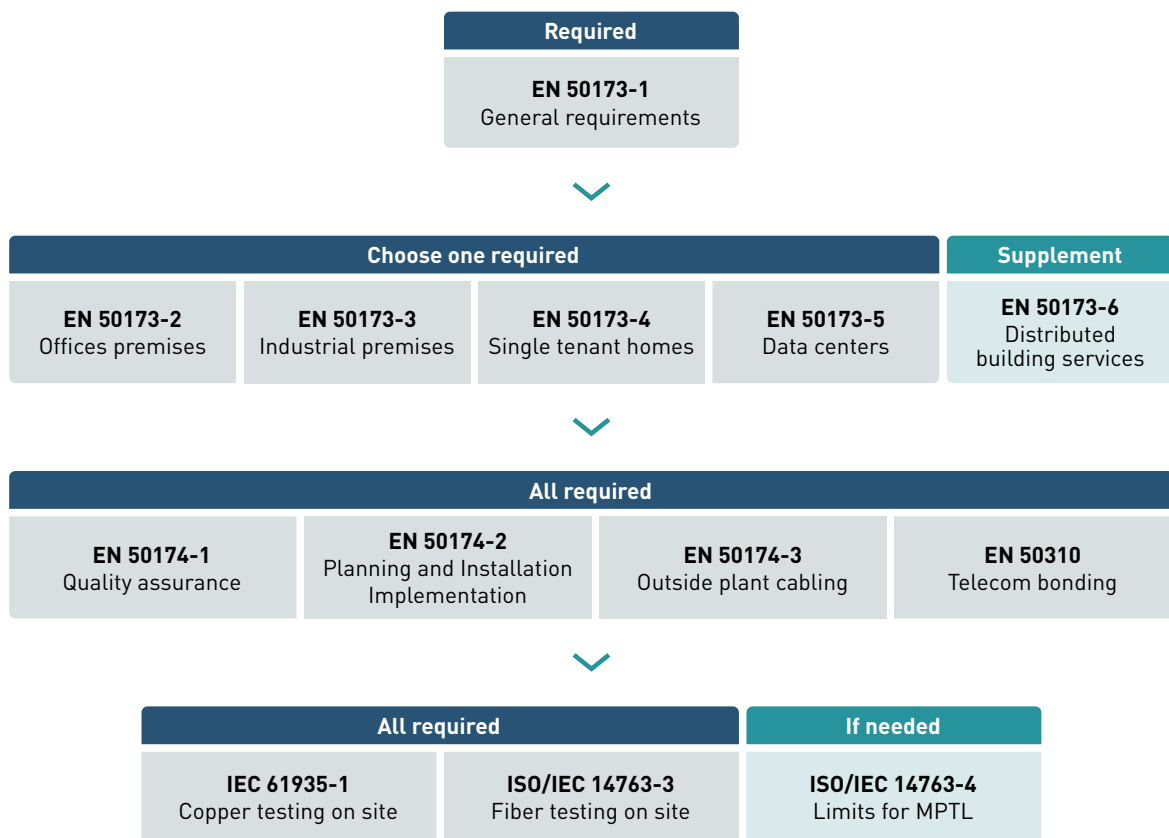 Required
EN 50173-1
General requirements
Choose one required
Supplement
EN 50173-2
Offices premises
EN 50173-3
Industrial premises
EN 50173-4
Single tenant homes
EN 50173-5
Data centers
EN 50173-6
Distributed
building services
All required
EN 50174-1
Quality assurance
EN 50174-2
Planning and Installation
Implementation
EN 50174-3
Outside plant cabling
EN 50310
Telecom bonding
All required
If needed
IEC 61935-1
Copper testing on site
ISO/IEC 14763-3
Fiber testing on site
ISO/IEC 14763-4
Limits for MPTL